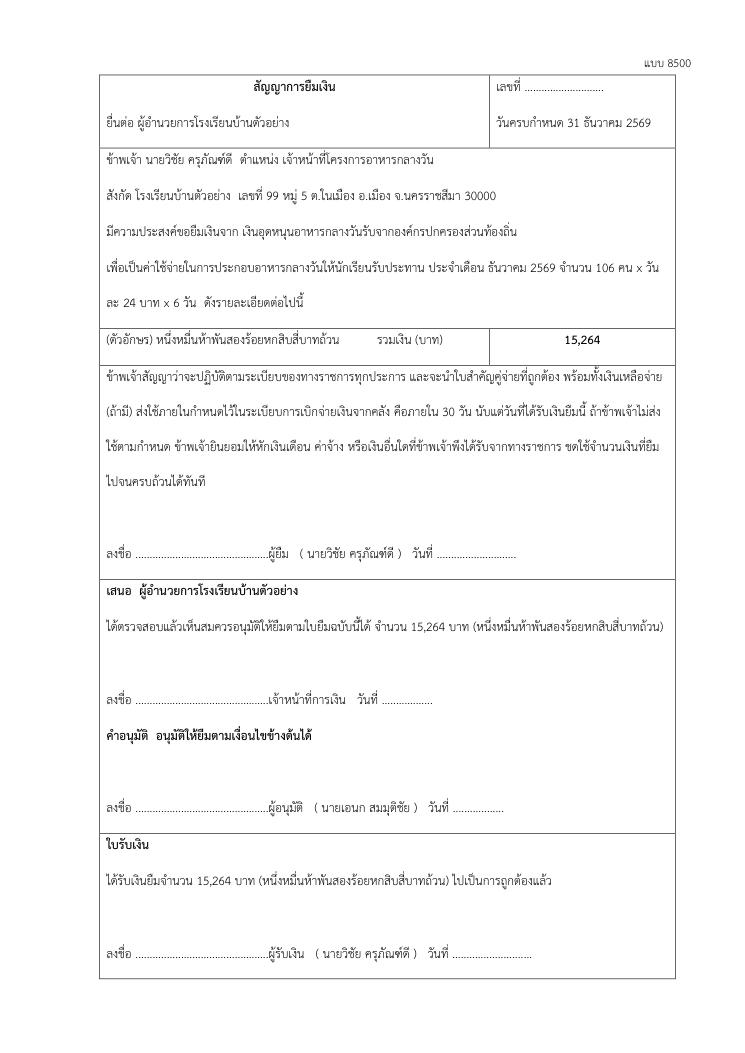 แบบ 8500
สัญญาการยืมเงิน
เลขที่ ............................
ยื่นต่อ ผู้อำนวยการโรงเรียนบ้านตัวอย่าง
วันครบกำหนด 31 ธันวาคม 2569
ข้าพเจ้า นายวิชัย ครุภัณฑ์ดี ตำแหน่ง เจ้าหน้าที่โครงการอาหารกลางวัน
สังกัด โรงเรียนบ้านตัวอย่าง เลขที่ 99 หมู่ 5 ต.ในเมือง อ.เมือง จ.นครราชสีมา 30000
มีความประสงค์ขอยืมเงินจาก เงินอุดหนุนอาหารกลางวันรับจากองค์กรปกครองส่วนท้องถิ่น
เพื่อเป็นค่าใช้จ่ายในการประกอบอาหารกลางวันให้นักเรียนรับประทาน ประจำเดือน ธันวาคม 2569 จำนวน 106 คน x วัน
ละ 24 บาท x 6 วัน ดังรายละเอียดต่อไปนี้
(ตัวอักษร) หนึ่งหมื่นห้าพันสองร้อยหกสิบสี่บาทถ้วน รวมเงิน (บาท) 15,264
ข้าพเจ้าสัญญาว่าจะปฏิบัติตามระเบียบของทางราชการทุกประการ และจะนำใบสำคัญคู่จ่ายที่ถูกต้อง พร้อมทั้งเงินเหลือจ่าย
(ถ้ามี) ส่งใช้ภายในกำหนดไว้ในระเบียบการเบิกจ่ายเงินจากคลัง คือภายใน 30 วัน นับแต่วันที่ได้รับเงินยืมนี้ ถ้าข้าพเจ้าไม่ส่ง
ใช้ตามกำหนด ข้าพเจ้ายินยอมให้หักเงินเดือน ค่าจ้าง หรือเงินอื่นใดที่ข้าพเจ้าพึงได้รับจากทางราชการ ชดใช้จำนวนเงินที่ยืม
ไปจนครบถ้วนได้ทันที
ลงชื่อ ...............................................ผู้ยืม ( นายวิชัย ครุภัณฑ์ดี ) วันที่ ............................
เสนอ ผู้อำนวยการโรงเรียนบ้านตัวอย่าง
ได้ตรวจสอบแล้วเห็นสมควรอนุมัติให้ยืมตามใบยืมฉบับนี้ได้ จำนวน 15,264 บาท (หนึ่งหมื่นห้าพันสองร้อยหกสิบสี่บาทถ้วน)
ลงชื่อ ...............................................เจ้าหน้าที่การเงิน วันที่ ..................
คำอนุมัติ อนุมัติให้ยืมตามเงื่อนไขข้างต้นได้
ลงชื่อ ...............................................ผู้อนุมัติ ( นายเอนก สมมุติชัย ) วันที่ ..................
ใบรับเงิน
ได้รับเงินยืมจำนวน 15,264 บาท (หนึ่งหมื่นห้าพันสองร้อยหกสิบสี่บาทถ้วน) ไปเป็นการถูกต้องแล้ว
ลงชื่อ ...............................................ผู้รับเงิน ( นายวิชัย ครุภัณฑ์ดี ) วันที่ ............................